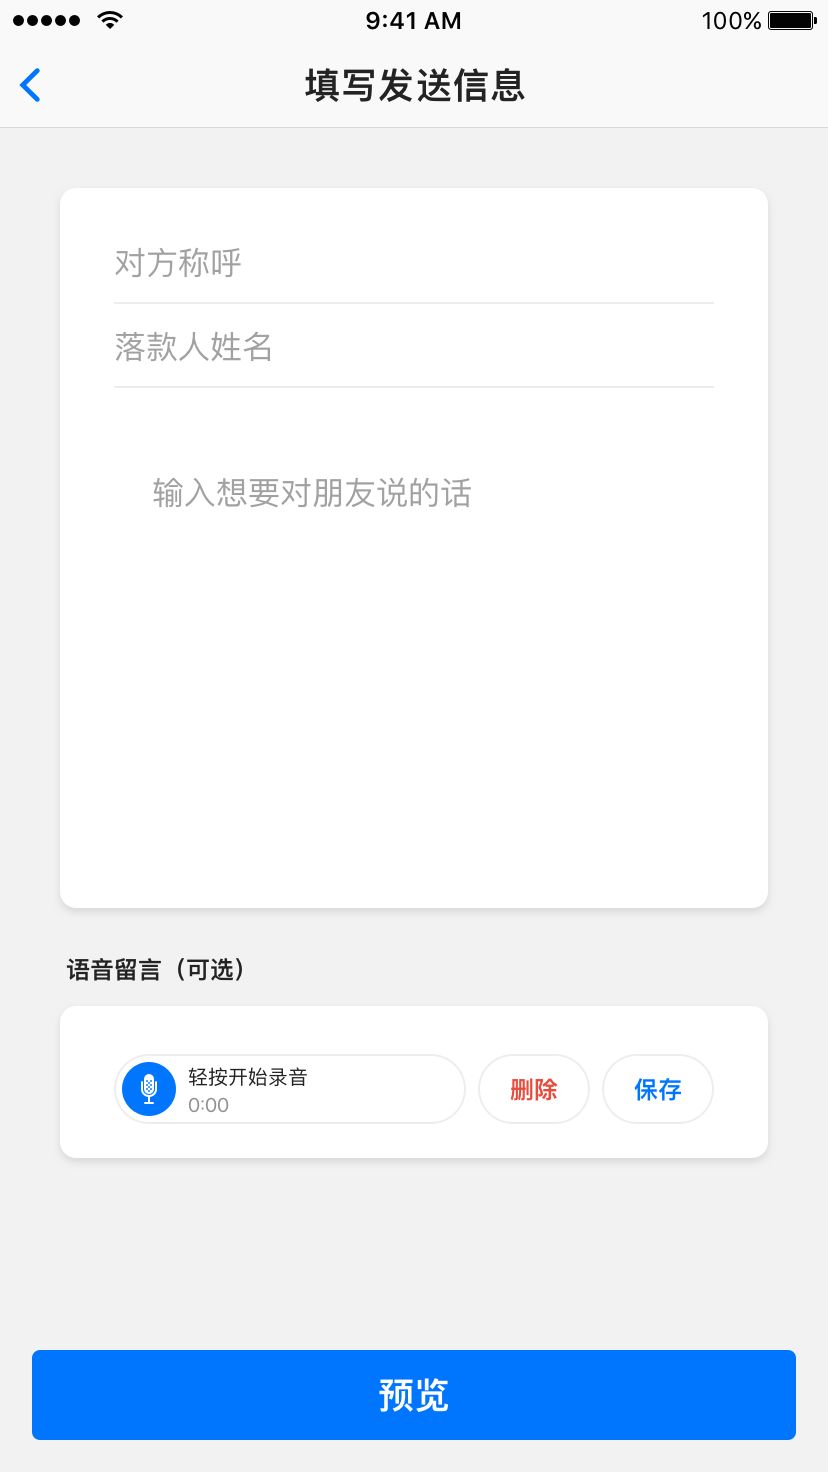 9:41 AM
100%
填写发送信息
对方称呼
落款人姓名
输入想要对朋友说的话
语音留言（可选）
轻按开始录音
0:00
删除
保存
预览